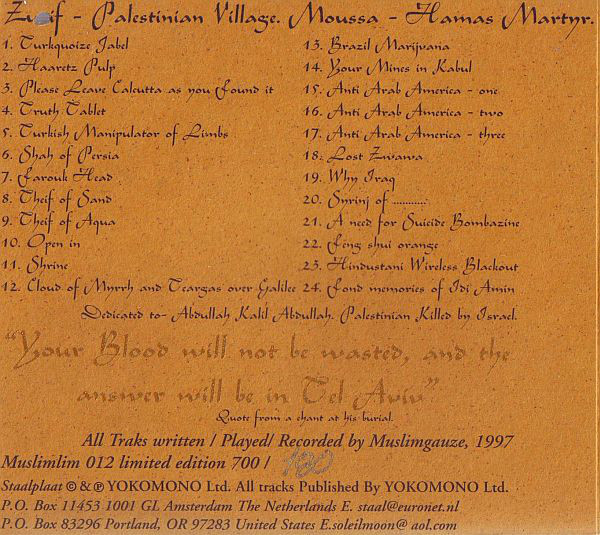 Zurif - Palestinian Village. Moussa - Hamas Martyr.
1. Turkquoize Jabel
2. Haaretz Pulp
3. Please Leave Calcutta as you Found it
4. Truth Tablet
5. Turkish Manipulator of Limbs
6. Shah of Persia
7. Farouk Head
8. Theif of Sand
9. Theif of Aqua
10. Open in
11. Shrine
12. Cloud of Myrrh and Teargas over Galilee
13. Brazil Marijuana
14. Your Mines in Kabul
15. Anti Arab America - one
16. Anti Arab America - two
17. Anti Arab America - three
18. Lost Zwawa
19. Why Iraq
20. Syrinj of ............
21. A need for Suicide Bombazine
22. Feng shui orange
23. Hindustani Wireless Blackout
24. Fond memories of Idi Amin
Dedicated to- Abdullah Kalil Abdullah. Palestinian Killed by Israel.
"Your Blood will not be wasted, and the
answer will be in Tel Aviv"
Quote from a chant at his burial.
All Traks written / Played/ Recorded by Muslimgauze, 1997
Muslimlim 012 limited edition 700 / 180
Staalplaat © & ℗ YOKOMONO Ltd. All tracks Published By YOKOMONO Ltd.
P.O. Box 11453 1001 GL Amsterdam The Netherlands E. staal@euronet.nl
P.O. Box 83296 Portland, OR 97283 United States E.soleilmoon@ aol.com